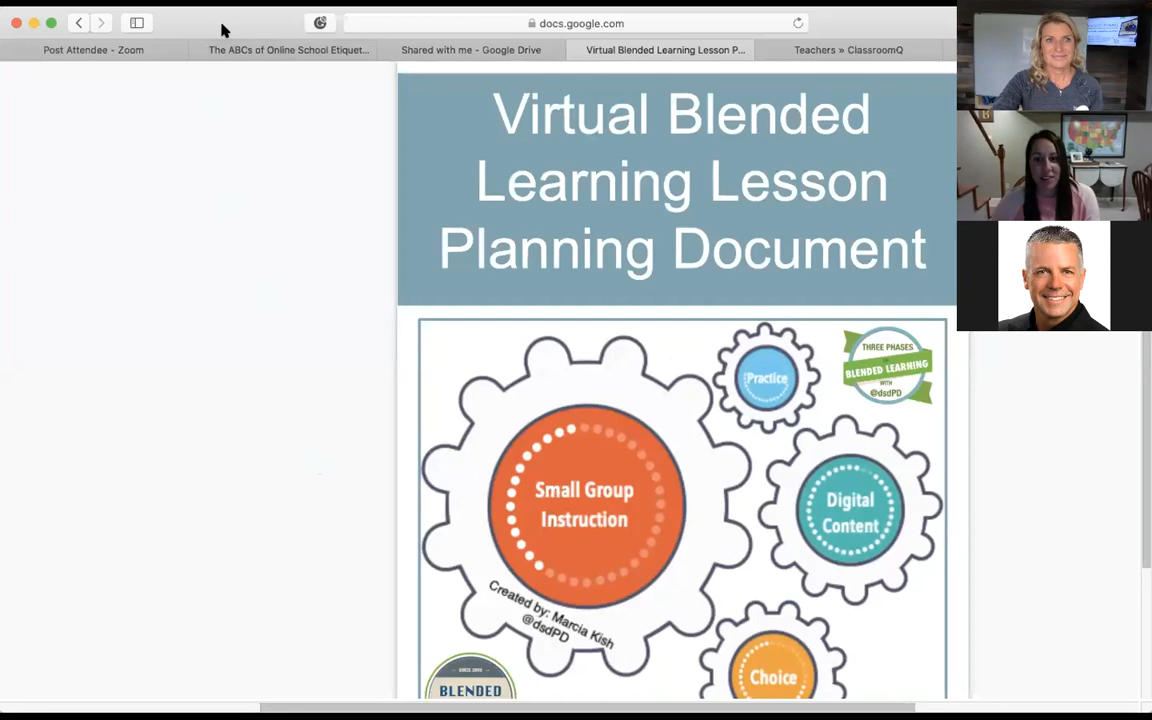 docs.google.com
Post Attendee - Zoom
The ABCs of Online School Etiquet...
Shared with me - Google Drive
Virtual Blended Learning Lesson P...
Teachers » ClassroomQ
Virtual Blended
Learning Lesson
Planning Document
Practice
THREE PHASES
OF
BLENDED LEARNING
WITH
@dsdPD
Small Group
Instruction
Digital
Content
Created by: Marcia Kish
@dsdPD
Choice
BLENDED